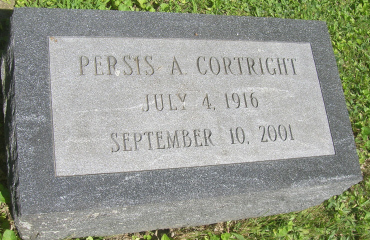 PERSIS A. CORTRIGHT
JULY 4, 1916
SEPTEMBER 10, 2001